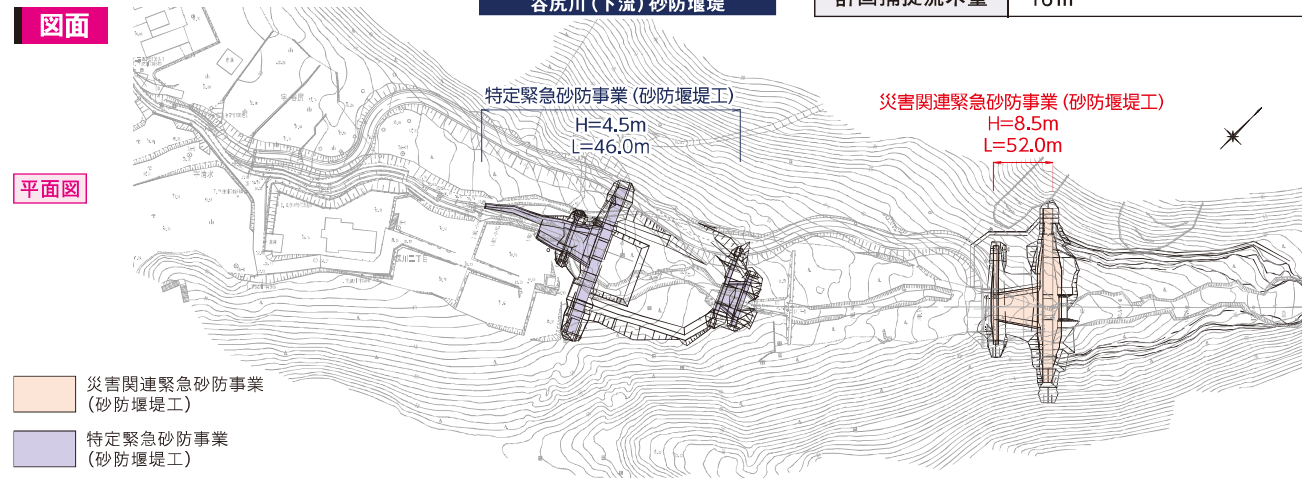 谷尻川(下流)砂防堰堤
計画捕捉流木量
図面
特定緊急砂防事業(砂防堰堤工)
H=4.5m
L=46.0m
災害関連緊急砂防事業(砂防堰堤工)
H=8.5m
L=52.0m
平面図
災害関連緊急砂防事業
(砂防堰堤工)
特定緊急砂防事業
(砂防堰堤工)